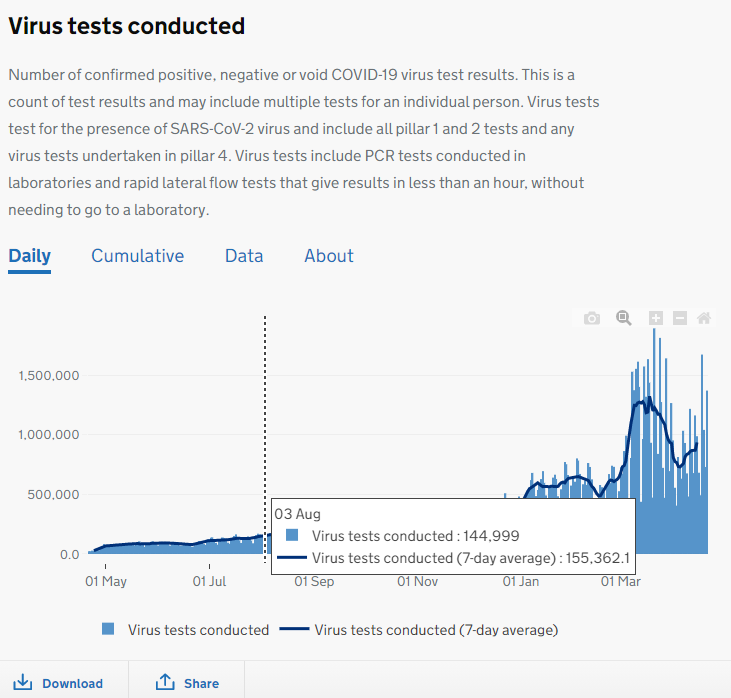 Virus tests conducted
Number of confirmed positive, negative or void COVID-19 virus test results. This is a
count of test results and may include multiple tests for an individual person. Virus tests
test for the presence of SARS-CoV-2 virus and include all pillar 1 and 2 tests and any
virus tests undertaken in pillar 4. Virus tests include PCR tests conducted in
laboratories and rapid lateral flow tests that give results in less than an hour, without
needing to go to a laboratory.
Daily Cumulative Data About
1,500,000
1,000,000
500,000
0.0
03 Aug
Virus tests conducted : 144,999
Virus tests conducted (7-day average) : 155,362.1
01 May 01 Jul 01 Sep 01 Nov 01 Jan 01 Mar
Virus tests conducted Virus tests conducted (7-day average)
Download Share